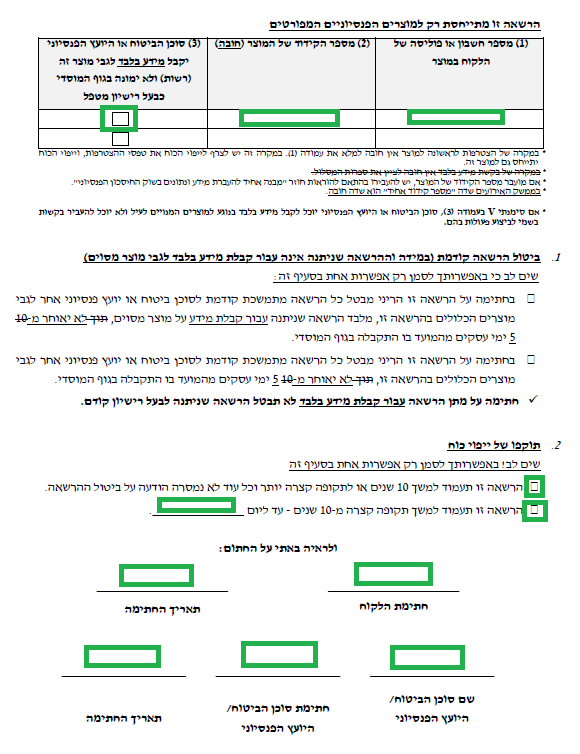 הרשאה זו מתייחסת רק למוצרים הפנסיוניים המפורטים
(1) מספר חשבון או פוליסה של
הלקוח במוצר
(2) מספר הקידוד של המוצר (חובה)
(3) סוכן הביטוח או היועץ הפנסיוני
יקבל מידע בלבד לגבי מוצר זה
(רשות) ולא ימונה בגוף המוסדי
כבעל רישיון מטפל
* במקרה של הצטרפות לראשונה למוצר אין חובה למלא את עמודה (1). במקרה זה יש לצרף לייפוי הכוח את טפסי ההצטרפות, וייפוי הכוח
יתייחס גם למוצר זה.
* במקרה של בקשת מידע בלבד אין חובה לציין את ספרות המסלול.
* אם מועבר מספר הקידוד של המוצר, יש להעבירו בהתאם להוראות חוזר "מבנה אחיד להעברת מידע ונתונים בשוק החיסכון הפנסיוני".
* בממשק האירועים שדה "מספר קידוד אחיד" הוא שדה חובה.
* אם סימנתי V בעמודה (3), סוכן הביטוח או היועץ הפנסיוני יוכל לקבל מידע בלבד בנוגע למוצרים המנויים לעיל ולא יוכל להעביר בקשות
בשמי לביצוע פעולות בהם.
1. ביטול הרשאה קודמת (במידה וההרשאה שניתנה אינה עבור קבלת מידע בלבד לגבי מוצר מסוים)
שים לב כי באפשרותך לסמן רק אפשרות אחת בסעיף זה:
בחתימה על הרשאה זו הריני מבטל כל הרשאה מתמשכת קודמת לסוכן ביטוח או יועץ פנסיוני אחר לגבי
מוצרים הכלולים בהרשאה זו, מלבד הרשאה שניתנה עבור קבלת מידע על מוצר מסוים, תוך לא יאוחר מ-10
5 ימי עסקים מהמועד בו התקבלה בגוף המוסדי.
בחתימה על הרשאה זו הריני מבטל כל הרשאה מתמשכת קודמת לסוכן ביטוח או יועץ פנסיוני אחר לגבי
מוצרים הכלולים בהרשאה זו, תוך לא יאוחר מ-10 5 ימי עסקים מהמועד בו התקבלה בגוף המוסדי.
✓ חתימה על מתן הרשאה עבור קבלת מידע בלבד לא תבטל הרשאה שניתנה לבעל רישיון קודם.
2. תוקפו של ייפוי כוח
שים לב! באפשרותך לסמן רק אפשרות אחת בסעיף זה
הרשאה זו תעמוד למשך 10 שנים או לתקופה קצרה יותר וכל עוד לא נמסרה הודעה על ביטול ההרשאה.
הרשאה זו תעמוד למשך תקופה קצרה מ-10 שנים - עד ליום ____________.
ולראיה באתי על החתום:
חתימת הלקוח
תאריך החתימה
שם סוכן הביטוח/
היועץ הפנסיוני
חתימת סוכן הביטוח/
היועץ הפנסיוני
תאריך החתימה